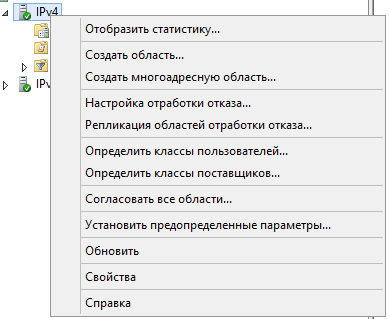 IPv4
Отобразить статистику...
Создать область...
Создать многоадресную область...
Настройка отработки отказа...
Репликация областей отработки отказа...
IPv
Определить классы пользователей...
Определить классы поставщиков...
Согласовать все области...
Установить предопределенные параметры...
Обновить
Свойства
Справка